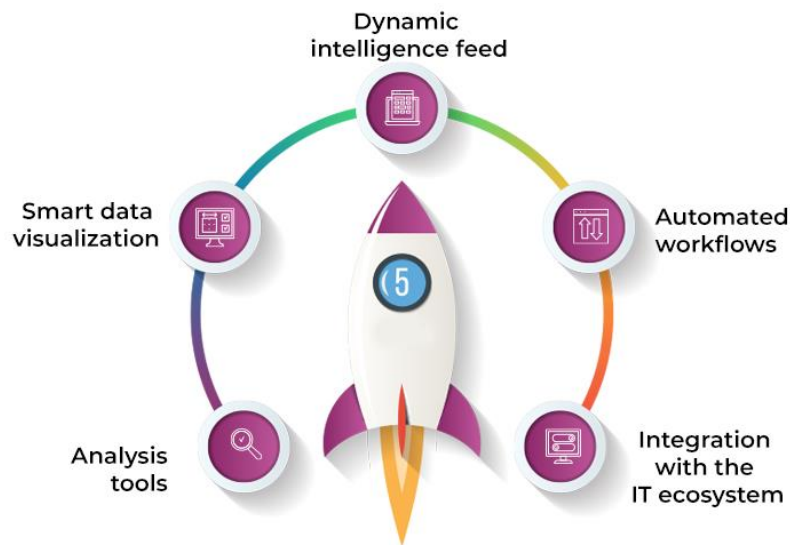 Dynamic
intelligence feed
Smart data
visualization
Automated
workflows
5
Analysis
tools
Integration
with the
IT ecosystem